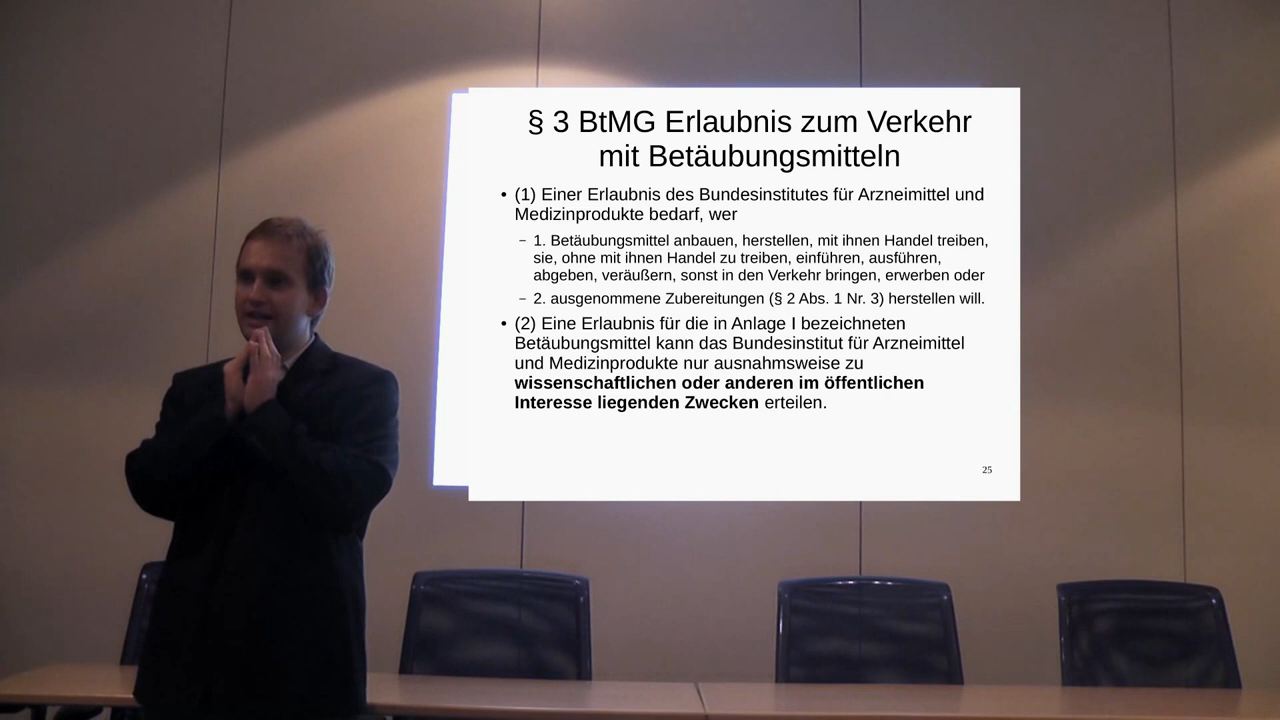 § 3 BtMG Erlaubnis zum Verkehr
mit Betäubungsmitteln
• (1) Einer Erlaubnis des Bundesinstitutes für Arzneimittel und
Medizinprodukte bedarf, wer
– 1. Betäubungsmittel anbauen, herstellen, mit ihnen Handel treiben,
sie, ohne mit ihnen Handel zu treiben, einführen, ausführen,
abgeben, veräußern, sonst in den Verkehr bringen, erwerben oder
– 2. ausgenommene Zubereitungen (§ 2 Abs. 1 Nr. 3) herstellen will.
• (2) Eine Erlaubnis für die in Anlage I bezeichneten
Betäubungsmittel kann das Bundesinstitut für Arzneimittel
und Medizinprodukte nur ausnahmsweise zu
wissenschaftlichen oder anderen im öffentlichen
Interesse liegenden Zwecken erteilen.
25